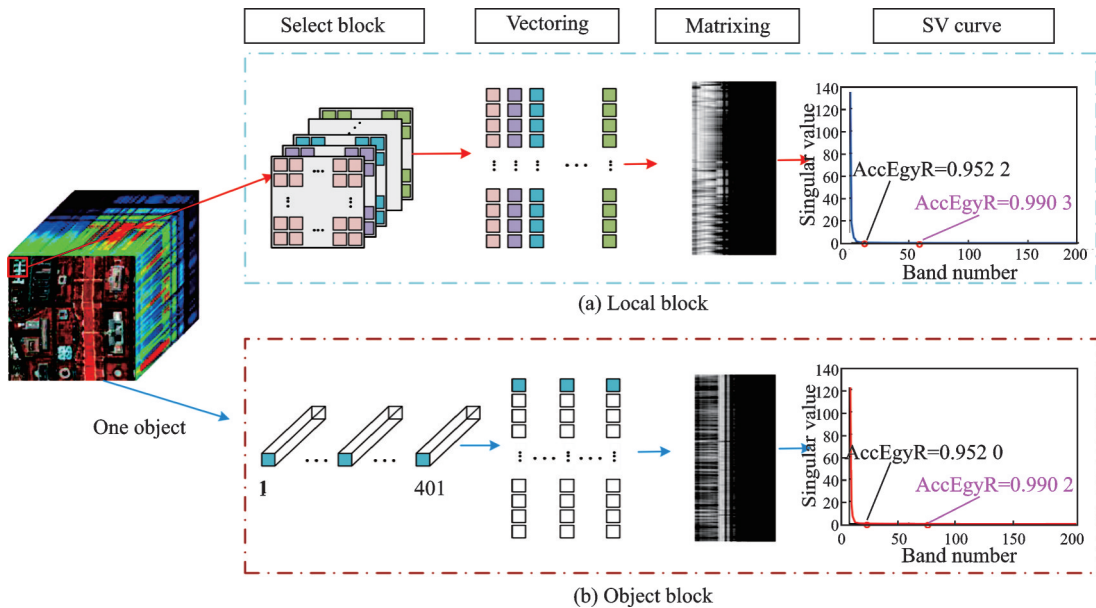 Select block
Vectoring
Matrixing
SV curve
140
120
100
80
60
40
20
0
Singular value
AccEgyR=0.952 2
AccEgyR=0.990 3
0
50
100
150
200
Band number
(a) Local block
One object
1
401
140
120
100
80
60
40
20
0
Singular value
AccEgyR=0.952 0
AccEgyR=0.990 2
0
50
100
150
200
Band number
(b) Object block